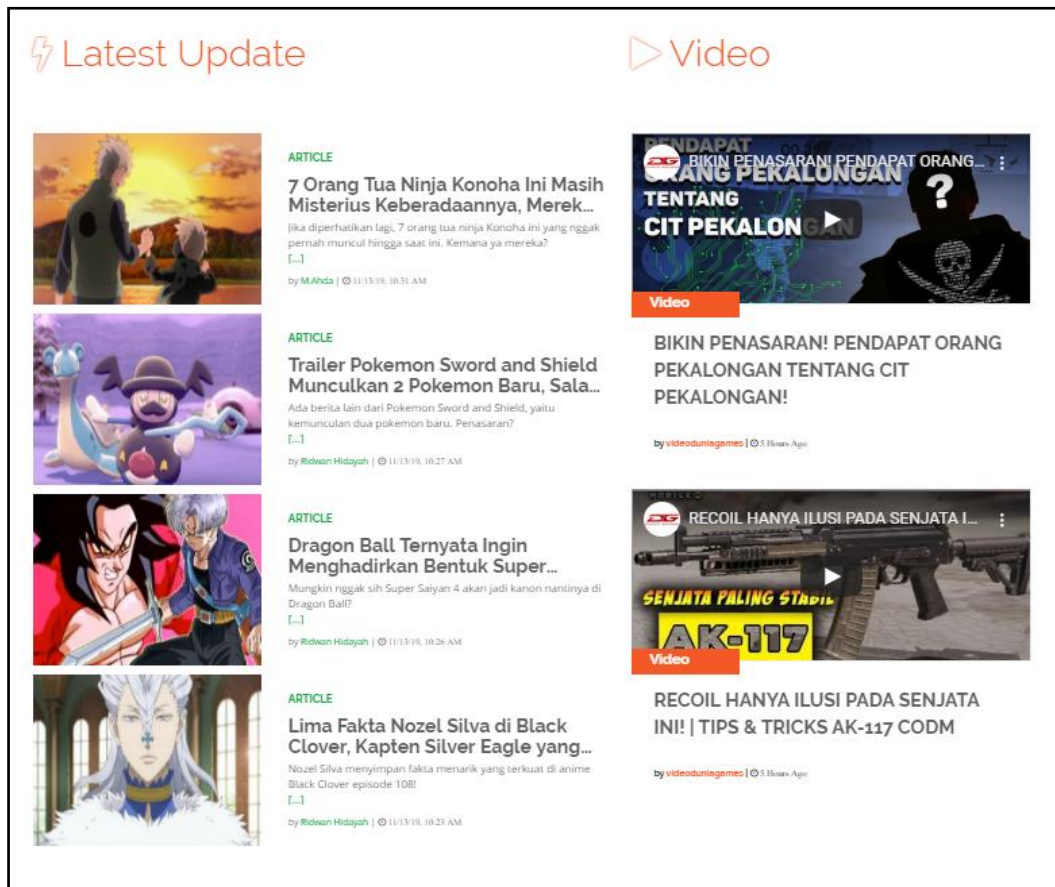 Latest Update
ARTICLE
7 Orang Tua Ninja Konoha Ini Masih
Misterius Keberadaannya, Merek...
Jika diperhatikan lagi, 7 orang tua ninja Konoha ini yang nggak
pernah muncul hingga saat ini. Kemana ya mereka?
[...]
by M.Ahda | 11/13/19, 10:31 AM
ARTICLE
Trailer Pokemon Sword and Shield
Munculkan 2 Pokemon Baru, Sala...
Ada berita lain dari Pokemon Sword and Shield, yaitu
kemunculan dua pokemon baru. Penasaran?
[...]
by Ridwan Hidayah | 11/13/19, 10:27 AM
ARTICLE
Dragon Ball Ternyata Ingin
Menghadirkan Bentuk Super...
Mungkin nggak sih Super Saiyan 4 akan jadi kanon nantinya di
Dragon Ball?
[...]
by Ridwan Hidayah | 11/13/19, 10:26 AM
ARTICLE
Lima Fakta Nozel Silva di Black
Clover, Kapten Silver Eagle yang...
Nozel Silva menyimpan fakta menarik yang terkuat di anime
Black Clover episode 108!
[...]
by Ridwan Hidayah | 11/13/19, 10:23 AM
Video
PENDAPAT
BIKIN PENASARAN! PENDAPAT ORANG...
ORANG PEKALONGAN
TENTANG
CIT PEKALONGAN
?
Video
BIKIN PENASARAN! PENDAPAT ORANG
PEKALONGAN TENTANG CIT
PEKALONGAN!
by videoduniagames | 5 Hours Ago
DG RECOIL HANYA ILUSI PADA SENJATA I...
SENJATA PALING STABIL
AK-117
Video
RECOIL HANYA ILUSI PADA SENJATA
INI! | TIPS & TRICKS AK-117 CODM
by videoduniagames | 5 Hours Ago